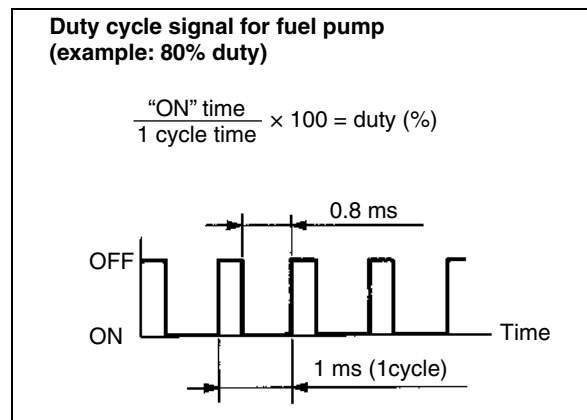 Duty cycle signal for fuel pump
(example: 80% duty)
“ON” time
1 cycle time
× 100 = duty (%)
0.8 ms
OFF
ON
Time
1 ms (1cycle)